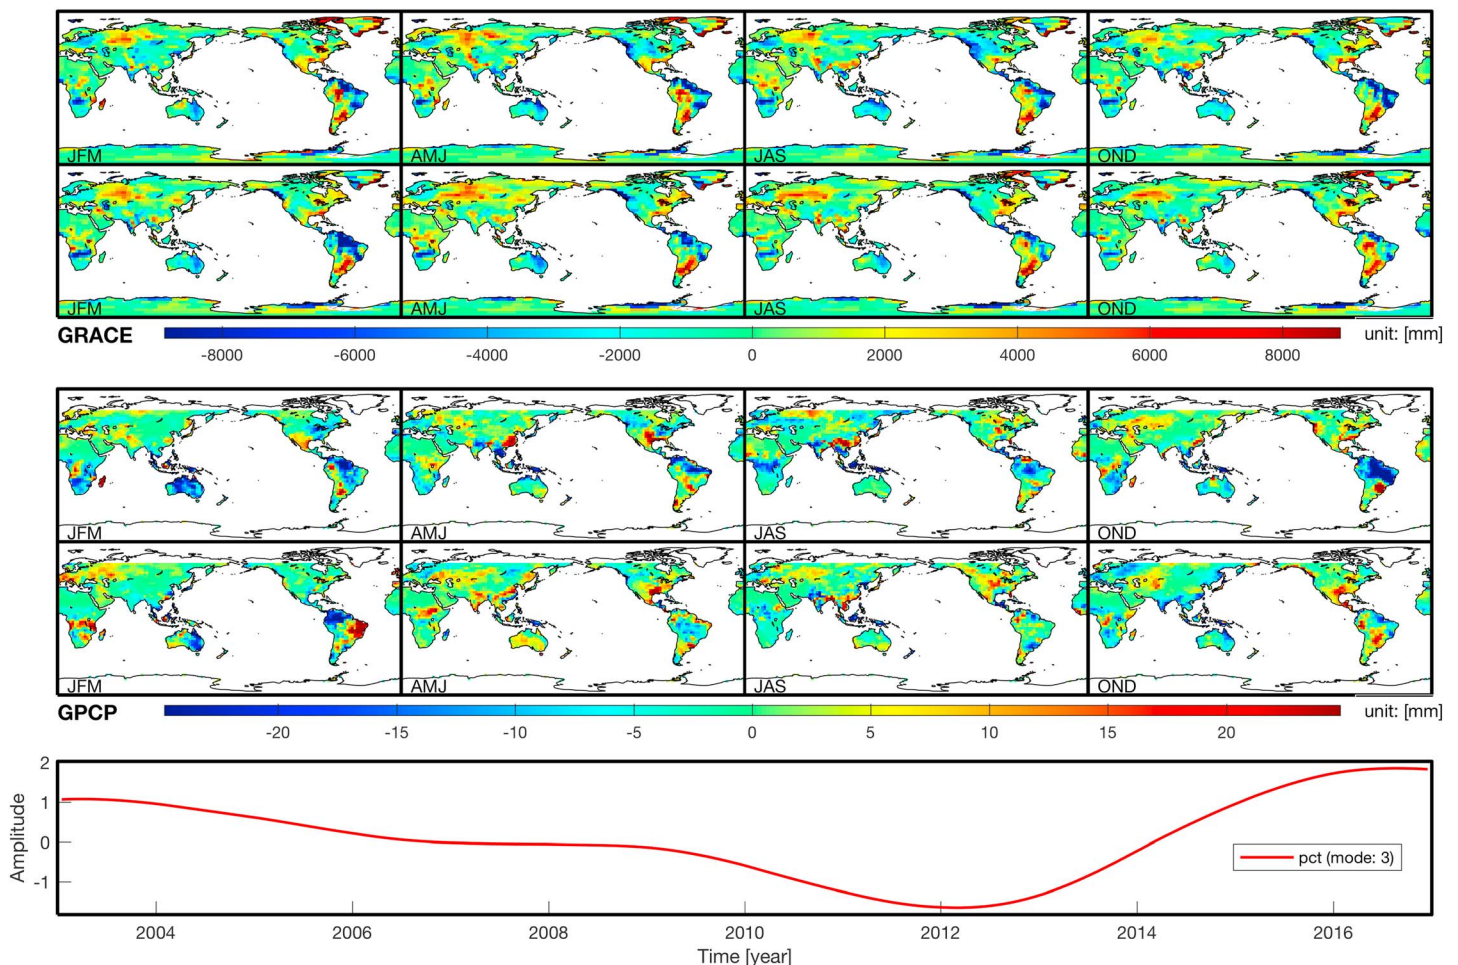 JFM AMJ JAS OND
JFM AMJ JAS OND
GRACE -8000 -6000 -4000 -2000 0 2000 4000 6000 8000 unit: [mm]
JFM AMJ JAS OND
JFM AMJ JAS OND
GPCP -20 -15 -10 -5 0 5 10 15 20 unit: [mm]
2
1
0
-1
Amplitude
pct (mode: 3)
2004 2006 2008 2010 2012 2014 2016
Time [year]